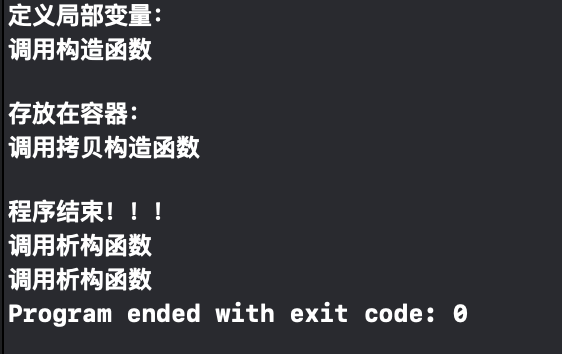 定义局部变量：
调用构造函数
存放在容器：
调用拷贝构造函数
程序结束！！！
调用析构函数
调用析构函数
Program ended with exit code: 0